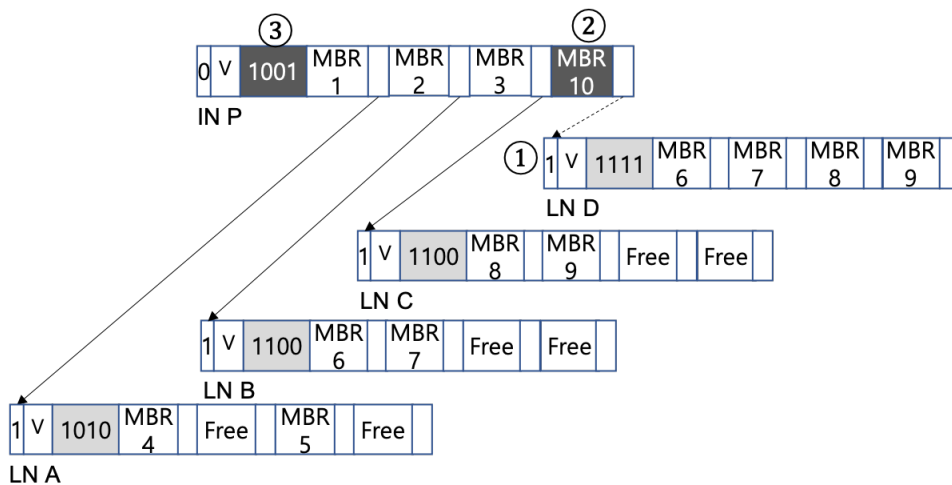 ③
②
0 V 1001 MBR 1 MBR 2 MBR 3 MBR 10
IN P
①
1 V 1111 MBR 6 MBR 7 MBR 8 MBR 9
LN D
1 V 1100 MBR 8 MBR 9 Free Free
LN C
1 V 1100 MBR 6 MBR 7 Free Free
LN B
1 V 1010 MBR 4 Free MBR 5 Free
LN A